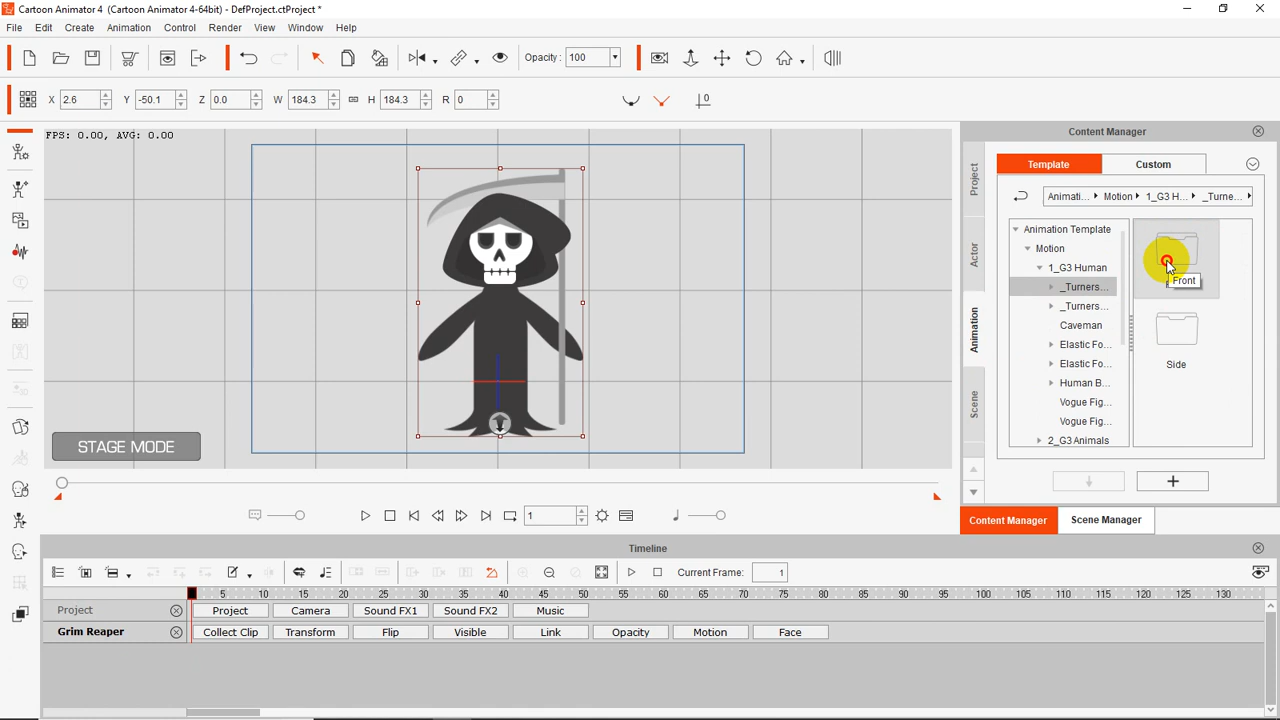 Cartoon Animator 4 (Cartoon Animator 4-64bit) - DefProject.ctProject *
File Edit Create Animation Control Render View Window Help
Opacity : 100
X 2.6 Y -50.1 Z 0.0 W 184.3 H 184.3 R 0
FPS: 0.00, AVG: 0.00
Content Manager
Template Custom
Animati... Motion 1_G3 H... _Turne...
Project
Actor
Animation
Scene
Animation Template
Motion
1_G3 Human
_Turners...
_Turners...
Caveman
Elastic Fo...
Elastic Fo...
Human B...
Vogue Fig...
Vogue Fig...
2_G3 Animals
Front
Side
STAGE MODE
1
Content Manager Scene Manager
Timeline
Current Frame: 1
5 10 15 20 25 30 35 40 45 50 55 60 65 70 75 80 85 90 95 100 105 110 115 120 125 130
Project Project Camera Sound FX1 Sound FX2 Music
Grim Reaper Collect Clip Transform Flip Visible Link Opacity Motion Face